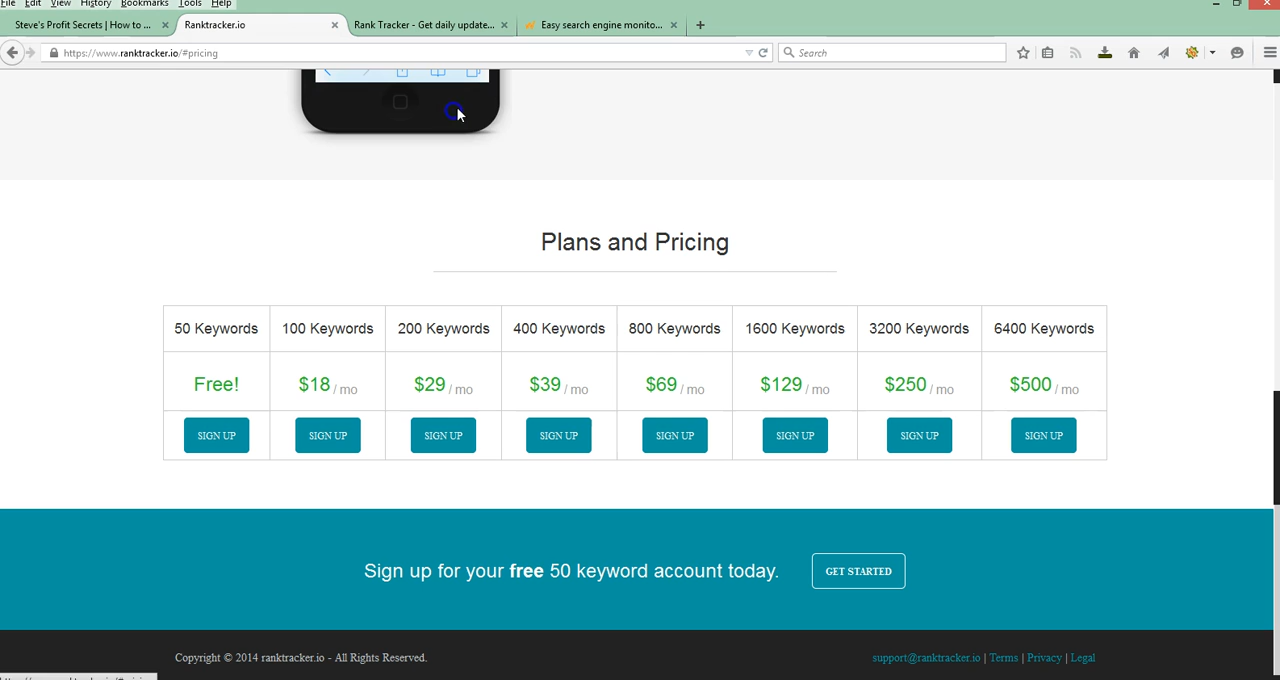 File Edit View History Bookmarks Tools Help
Steve's Profit Secrets | How to ... × Ranktracker.io × Rank Tracker - Get daily update... × Easy search engine monito... × +
https://www.ranktracker.io/#pricing Search
Plans and Pricing
50 Keywords 100 Keywords 200 Keywords 400 Keywords 800 Keywords 1600 Keywords 3200 Keywords 6400 Keywords
Free! $18 / mo $29 / mo $39 / mo $69 / mo $129 / mo $250 / mo $500 / mo
SIGN UP SIGN UP SIGN UP SIGN UP SIGN UP SIGN UP SIGN UP SIGN UP
Sign up for your free 50 keyword account today. GET STARTED
Copyright © 2014 ranktracker.io - All Rights Reserved. support@ranktracker.io | Terms | Privacy | Legal